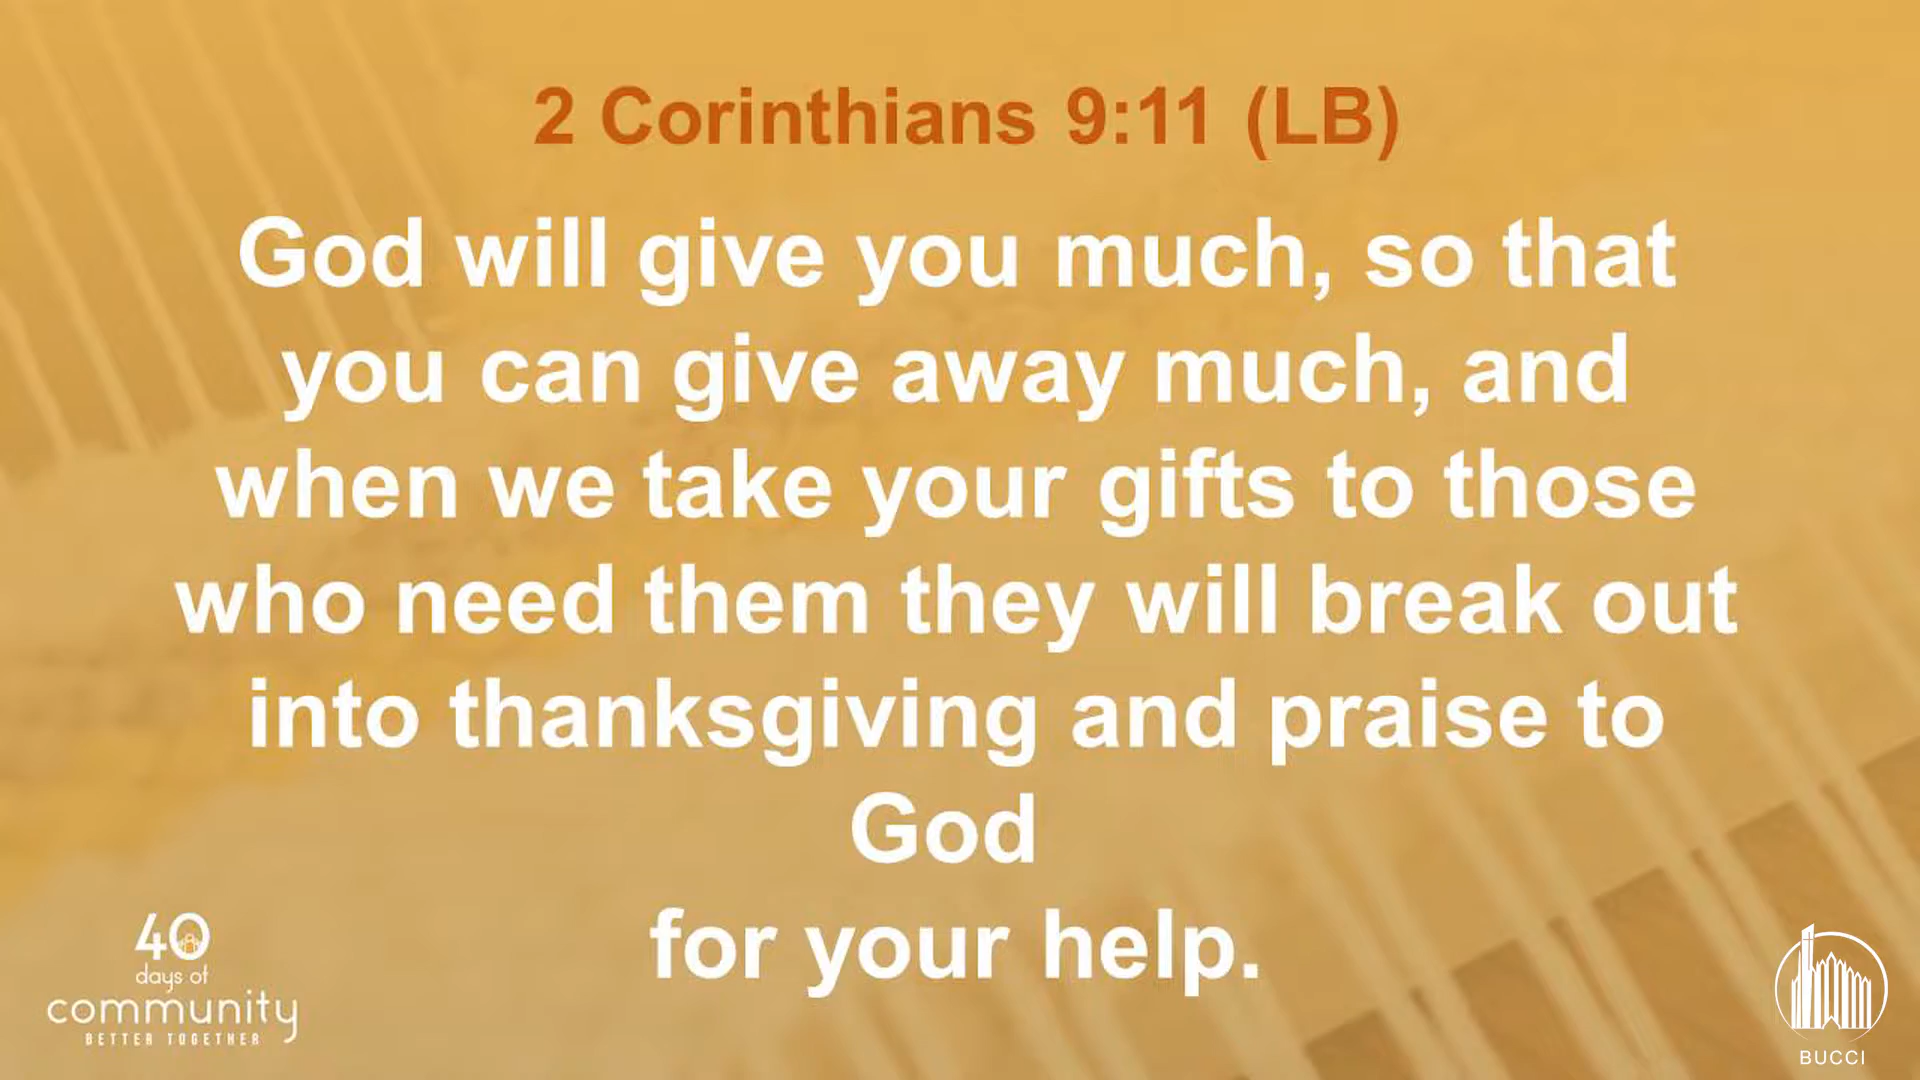 2 Corinthians 9:11 (LB)
God will give you much, so that
you can give away much, and
when we take your gifts to those
who need them they will break out
into thanksgiving and praise to
God
for your help.
40
days of
community
BETTER TOGETHER
BUCCI